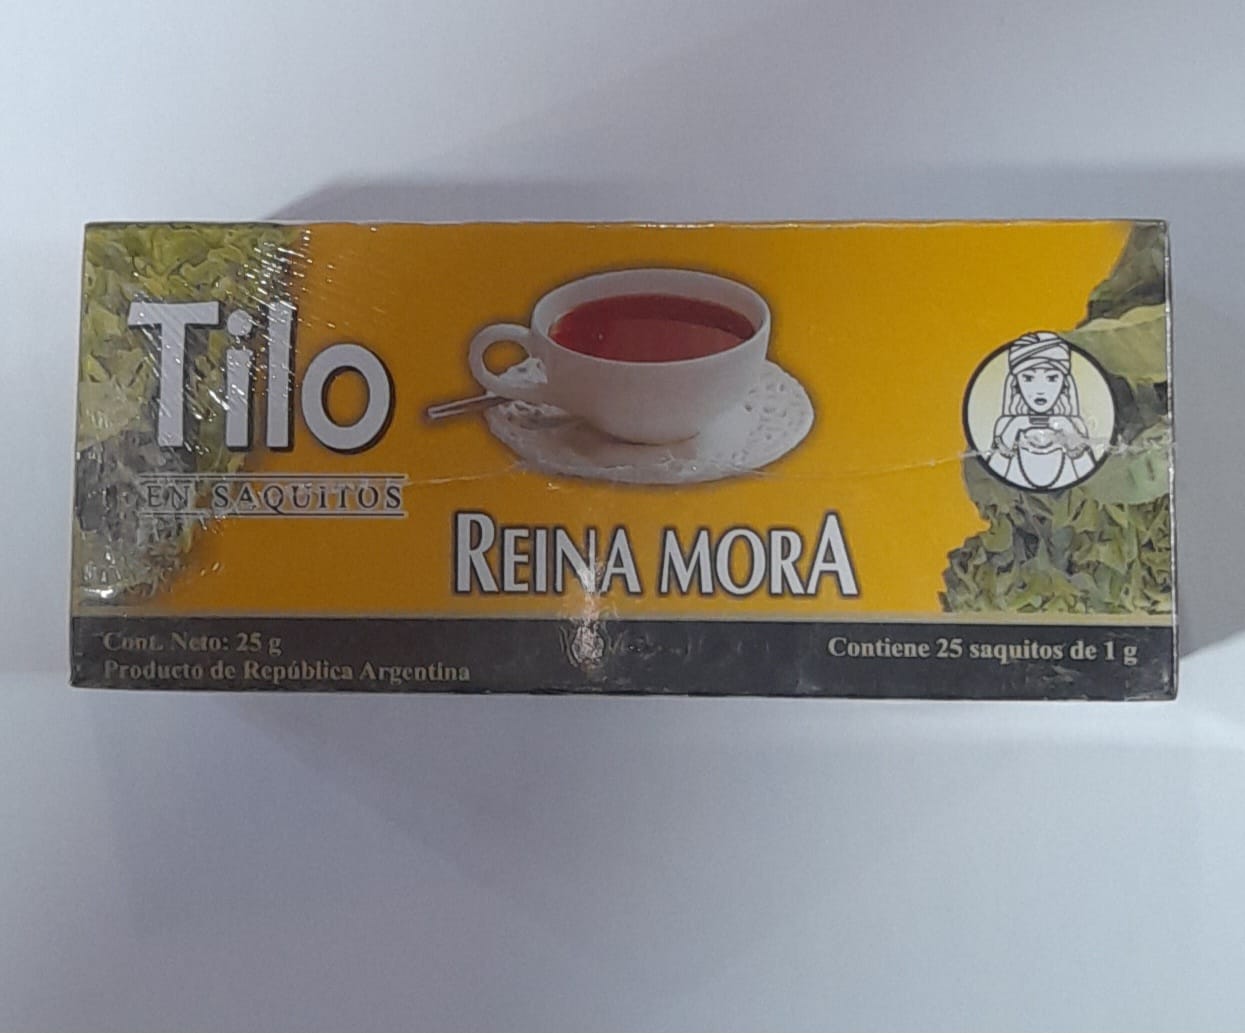 Tilo
EN SAQUITOS
REINA MORA
Cont. Neto: 25 g
Producto de República Argentina
Contiene 25 saquitos de 1 g